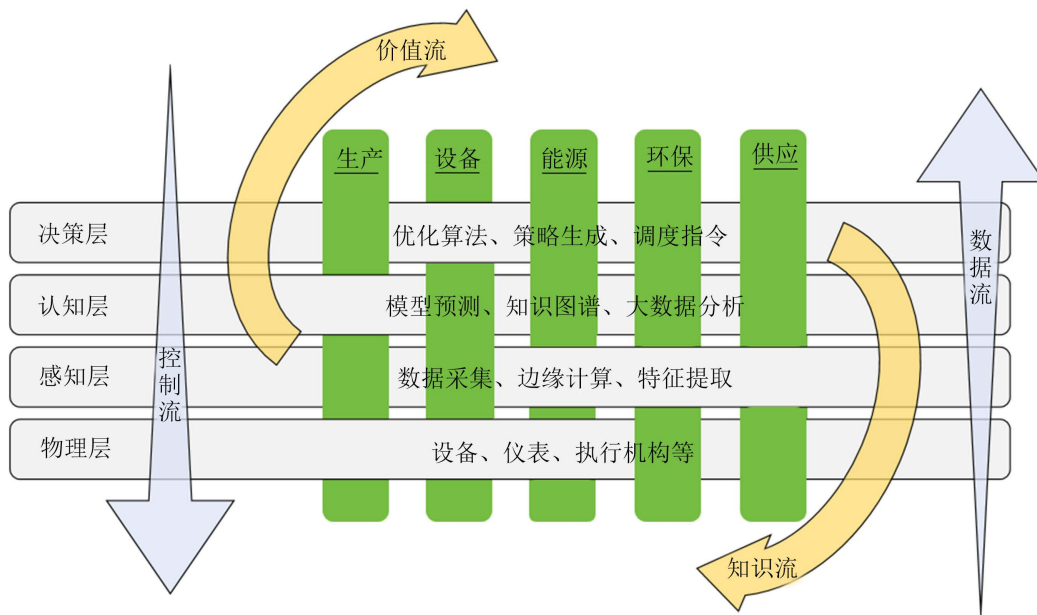 价值流
生产
设备
能源
环保
供应
决策层
优化算法、策略生成、调度指令
认知层
模型预测、知识图谱、大数据分析
感知层
数据采集、边缘计算、特征提取
物理层
设备、仪表、执行机构等
控制流
数据流
知识流